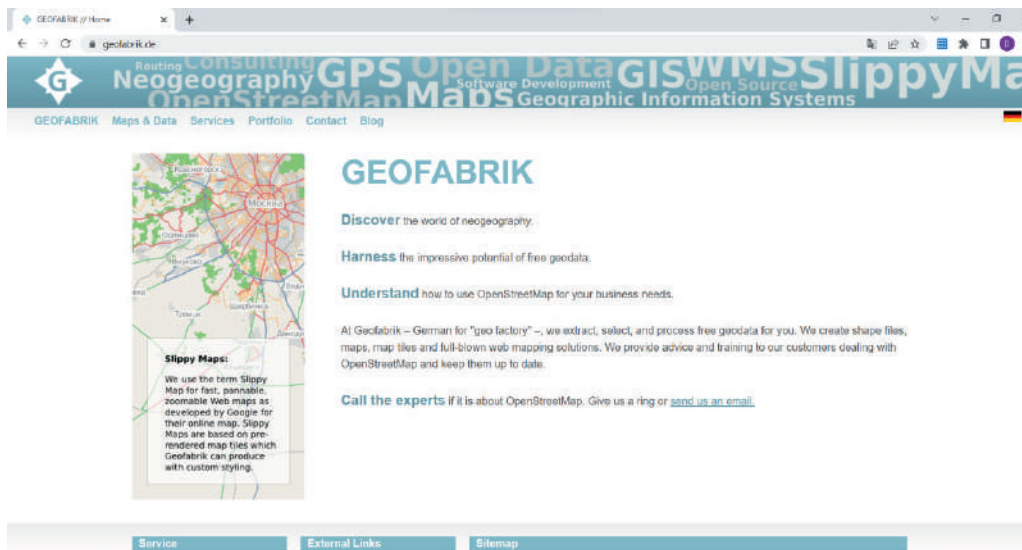 GEOFABRIK // Home
geofabrik.de
Routing Consulting
Neogeography GPS Open Data GIS WMS SlippyMa
Software Development Open Source
OpenStreetMap Maps Geographic Information Systems
G
GEOFABRIK Maps & Data Services Portfolio Contact Blog
GEOFABRIK
Discover the world of neogeography.
Harness the impressive potential of free geodata.
Understand how to use OpenStreetMap for your business needs.
At Geofabrik – German for "geo factory" –, we extract, select, and process free geodata for you. We create shape files,
maps, map tiles and full-blown web mapping solutions. We provide advice and training to our customers dealing with
OpenStreetMap and keep them up to date.
Call the experts if it is about OpenStreetMap. Give us a ring or send us an email.
Красногорск
Москва
Одинцово
Внуково
Троицк
Щербинка
Slippy Maps:
We use the term Slippy
Map for fast, pannable,
zoomable Web maps as
developed by Google for
their online map. Slippy
Maps are based on pre-
rendered map tiles which
Geofabrik can produce
with custom styling.
Service External Links Sitemap